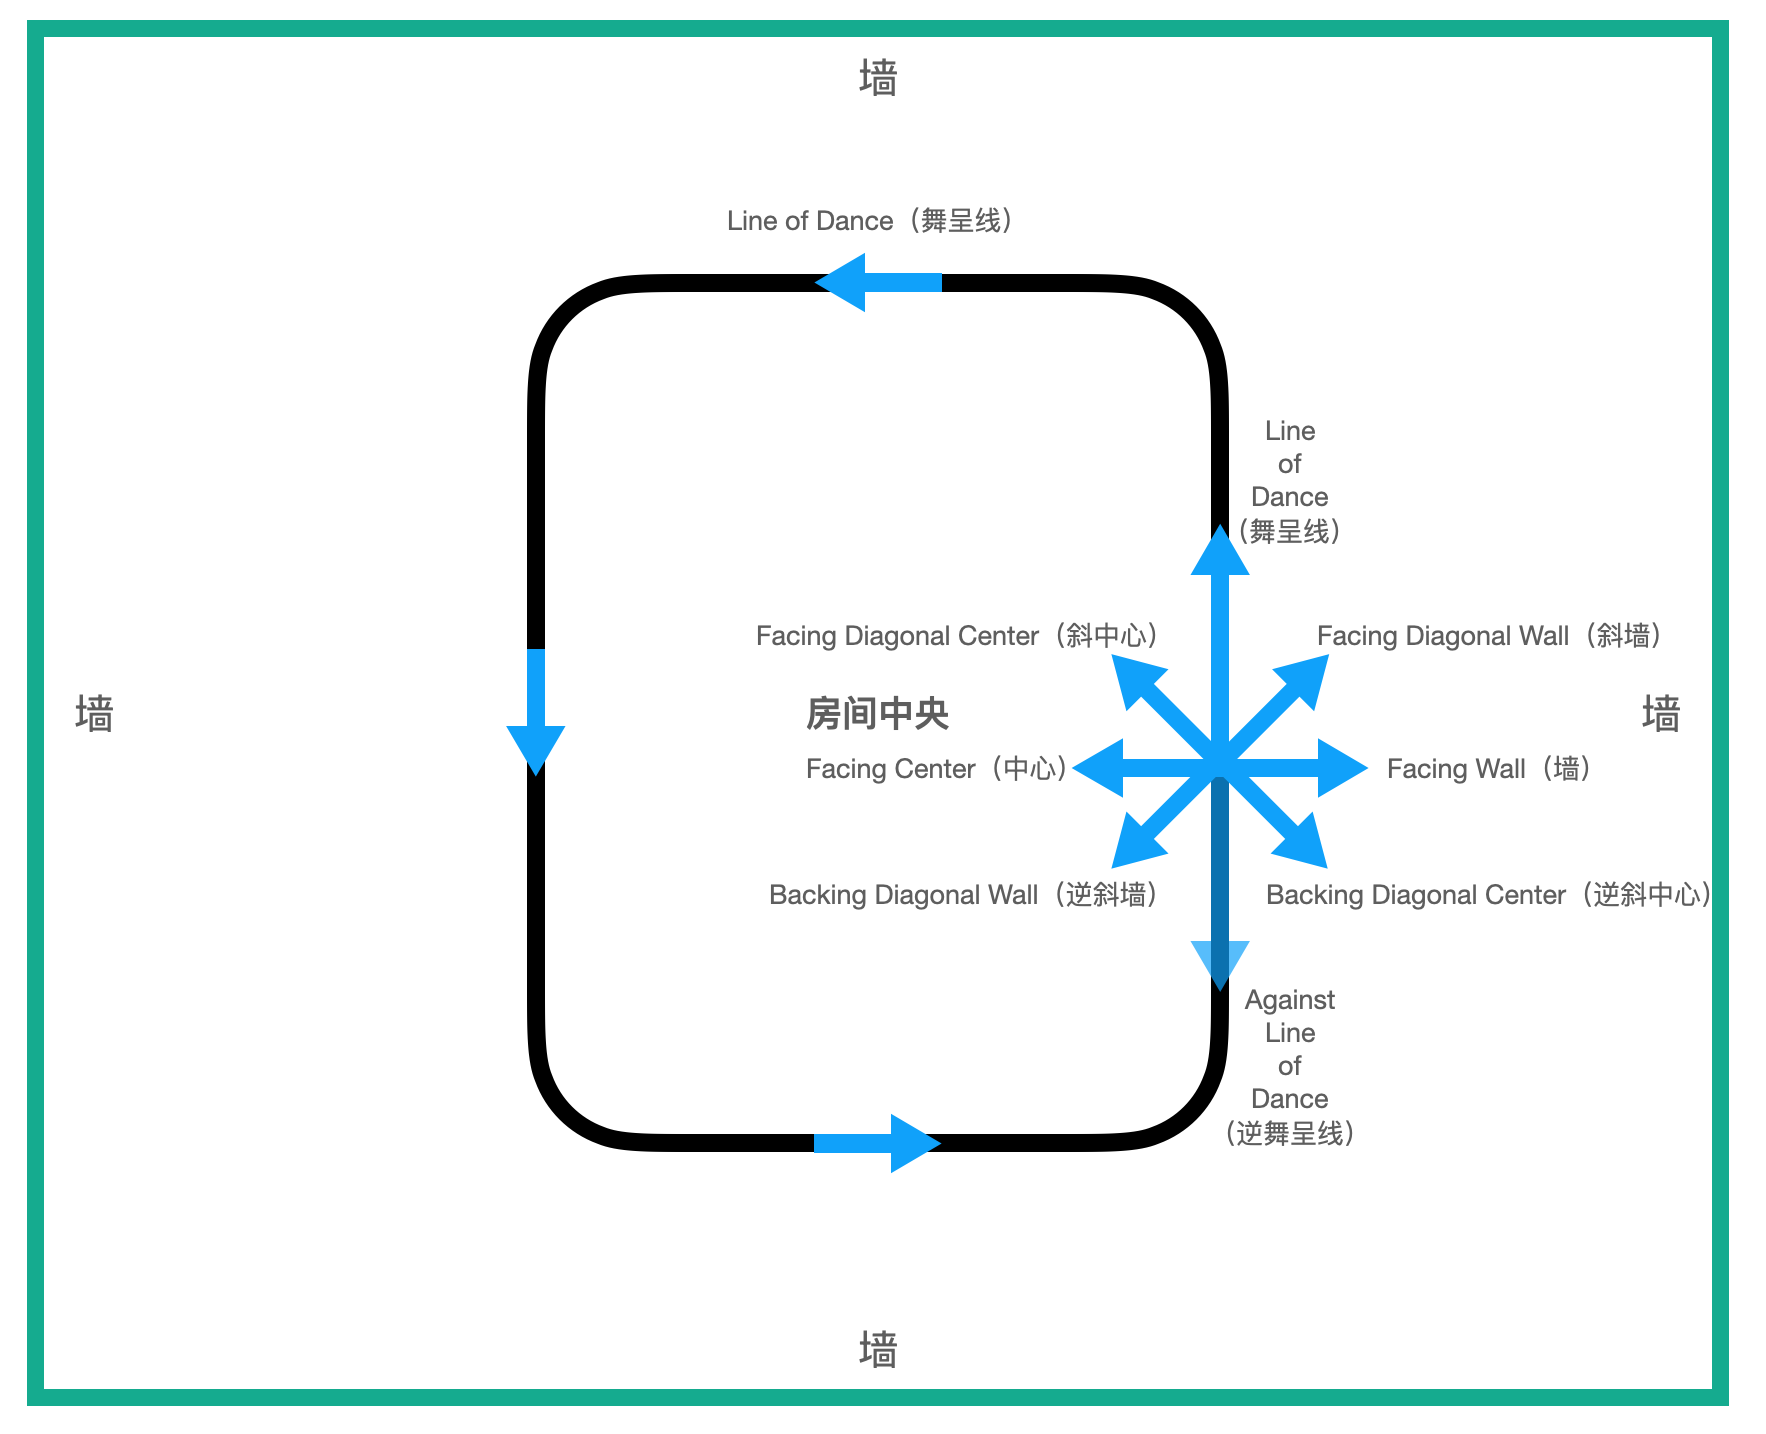 墙
Line of Dance（舞呈线）
Line
of
Dance
（舞呈线）
Facing Diagonal Center（斜中心）
Facing Diagonal Wall（斜墙）
墙
房间中央
墙
Facing Center（中心）
Facing Wall（墙）
Backing Diagonal Wall（逆斜墙）
Backing Diagonal Center（逆斜中心）
Against
Line
of
Dance
（逆舞呈线）
墙